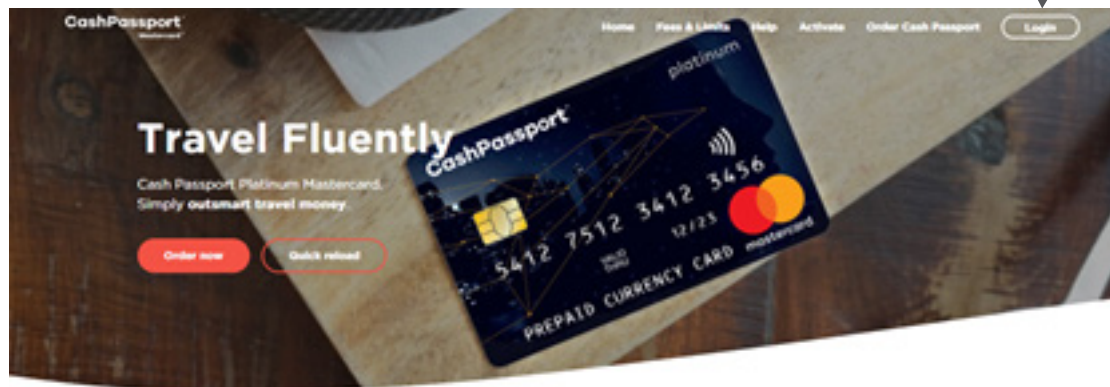 CashPassport
Mastercard
Home Fees & Limits Help Activate Order Cash Passport Login
Travel Fluently
Cash Passport Platinum Mastercard.
Simply outsmart travel money.
Order now Quick reload
platinum
CashPassport
5412 7512 3412 3456
VALID THRU 12/23
PREPAID CURRENCY CARD
mastercard